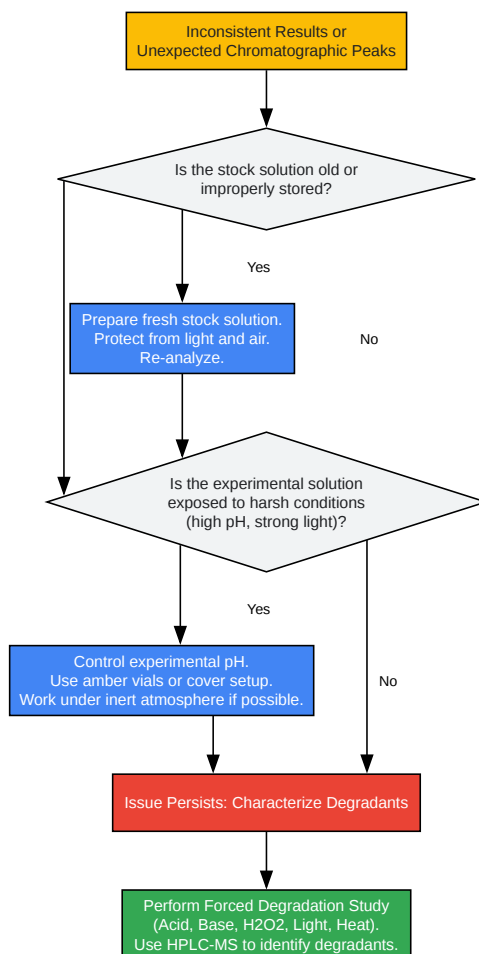 Inconsistent Results or
Unexpected Chromatographic Peaks
Is the stock solution old or
improperly stored?
Yes
Prepare fresh stock solution.
Protect from light and air.
Re-analyze.
No
Is the experimental solution
exposed to harsh conditions
(high pH, strong light)?
Yes
Control experimental pH.
Use amber vials or cover setup.
Work under inert atmosphere if possible.
No
Issue Persists: Characterize Degradants
Perform Forced Degradation Study
(Acid, Base, H2O2, Light, Heat).
Use HPLC-MS to identify degradants.